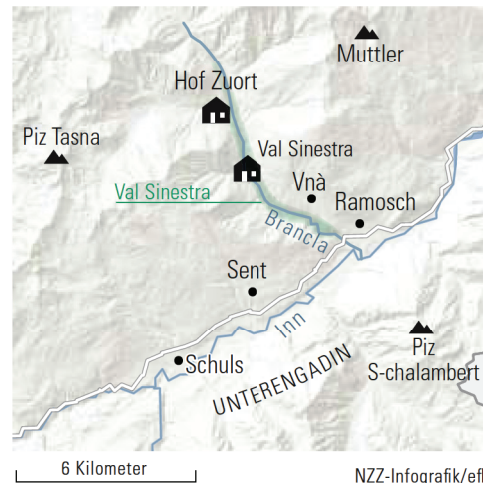 Muttler
Hof Zuort
Piz Tasna
Val Sinestra
Val Sinestra
Vnà
Ramosch
Brancla
Sent
Inn
Piz
S-chalambert
Schuls
UNTERENGADIN
6 Kilometer
NZZ-Infografik/efl